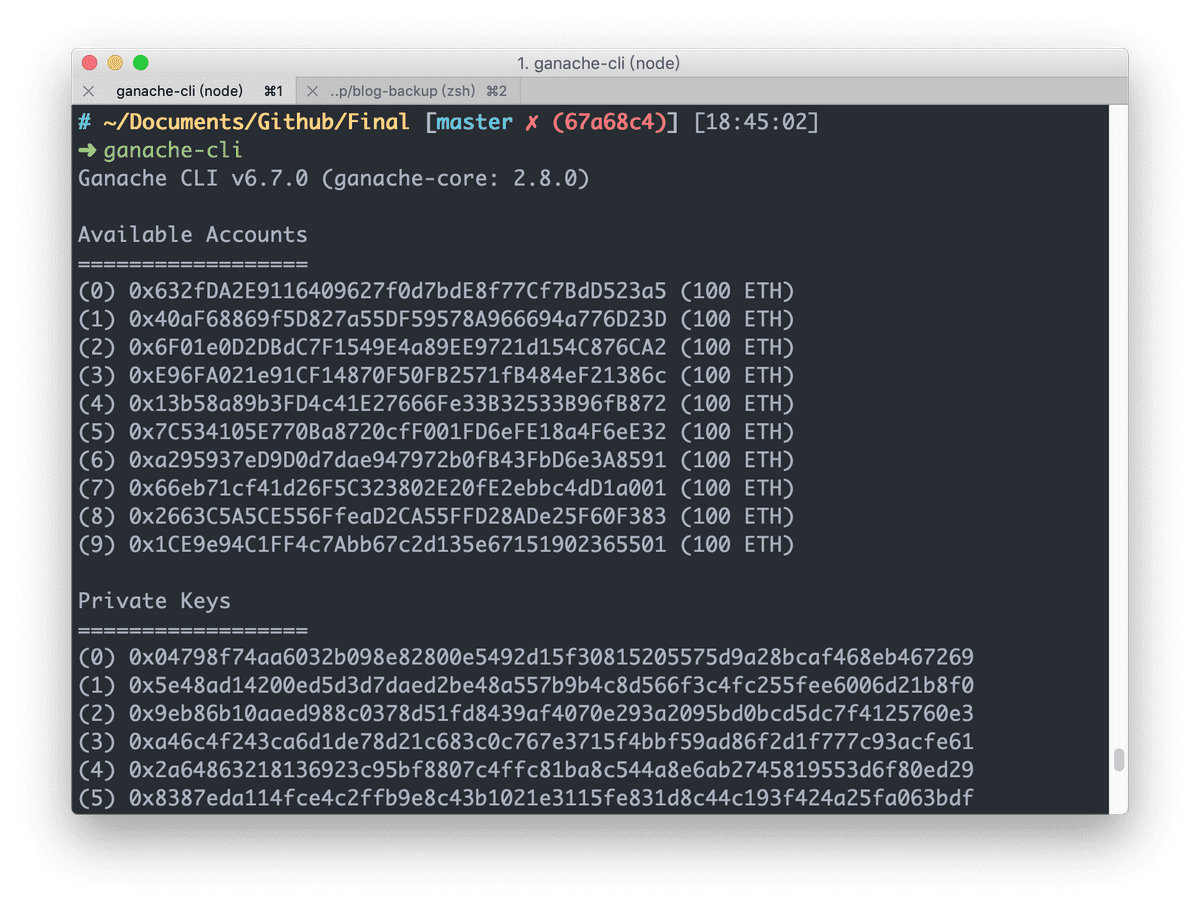 1. ganache-cli (node)
ganache-cli (node) ⌘1 ..p/blog-backup (zsh) ⌘2
# ~/Documents/Github/Final [master ✗ (67a68c4)] [18:45:02]
➜ ganache-cli
Ganache CLI v6.7.0 (ganache-core: 2.8.0)
Available Accounts
==================
(0) 0x632fDA2E9116409627f0d7bdE8f77Cf7BdD523a5 (100 ETH)
(1) 0x40aF68869f5D827a55DF59578A966694a776D23D (100 ETH)
(2) 0x6F01e0D2DBdC7F1549E4a89EE9721d154C876CA2 (100 ETH)
(3) 0xE96FA021e91CF14870F50FB2571fB484eF21386c (100 ETH)
(4) 0x13b58a89b3FD4c41E27666Fe33B32533B96fB872 (100 ETH)
(5) 0x7C534105E770Ba8720cfF001FD6eFE18a4F6eE32 (100 ETH)
(6) 0xa295937eD9D0d7dae947972b0fB43FbD6e3A8591 (100 ETH)
(7) 0x66eb71cf41d26F5C323802E20fE2ebbc4dD1a001 (100 ETH)
(8) 0x2663C5A5CE556FfeaD2CA55FFD28ADe25F60F383 (100 ETH)
(9) 0x1CE9e94C1FF4c7Abb67c2d135e67151902365501 (100 ETH)
Private Keys
==================
(0) 0x04798f74aa6032b098e82800e5492d15f30815205575d9a28bcaf468eb467269
(1) 0x5e48ad14200ed5d3d7daed2be48a557b9b4c8d566f3c4fc255fee6006d21b8f0
(2) 0x9eb86b10aaed988c0378d51fd8439af4070e293a2095bd0bcd5dc7f4125760e3
(3) 0xa46c4f243ca6d1de78d21c683c0c767e3715f4bbf59ad86f2d1f777c93acfe61
(4) 0x2a64863218136923c95bf8807c4ffc81ba8c544a8e6ab2745819553d6f80ed29
(5) 0x8387eda114fce4c2ffb9e8c43b1021e3115fe831d8c44c193f424a25fa063bdf